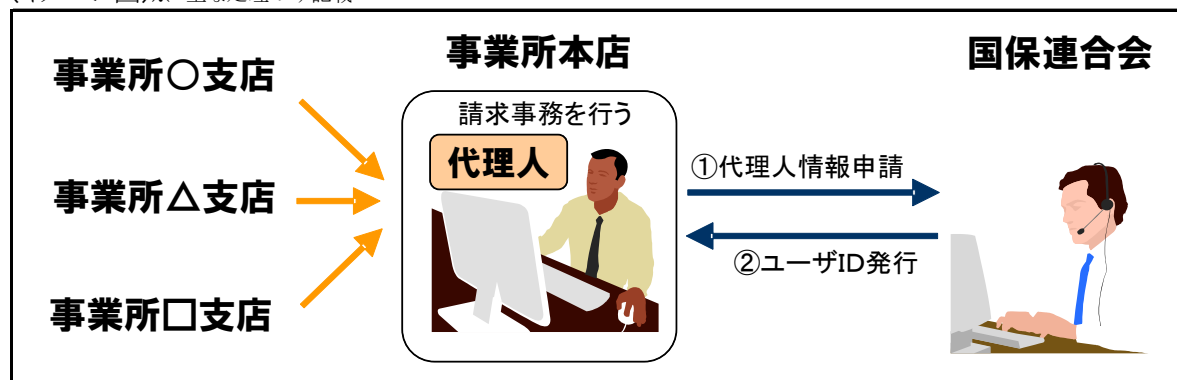 事業所本店
国保連合会
事業所○支店
事業所△支店
事業所□支店
請求事務を行う
代理人
①代理人情報申請
②ユーザID発行